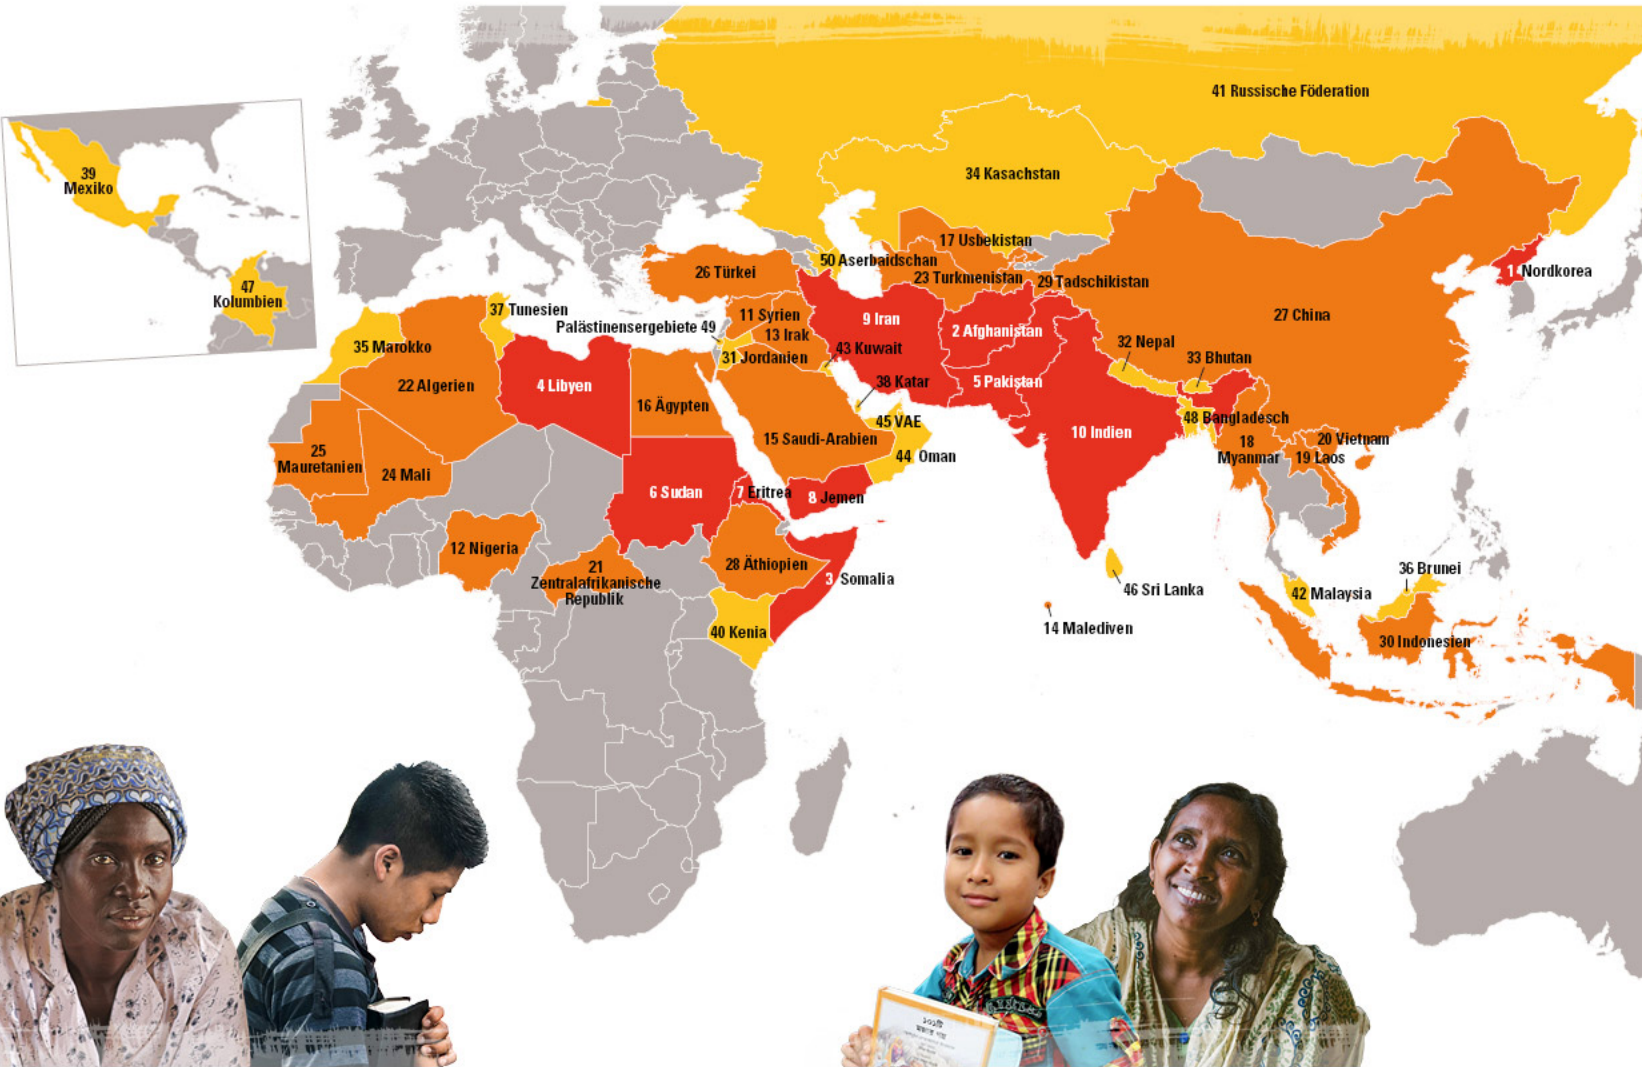 41 Russische Föderation
39
Mexiko
34 Kasachstan
17 Usbekistan
50 Aserbaidschan
26 Türkei
23 Turkmenistan
29 Tadschikistan
1 Nordkorea
47
Kolumbien
37 Tunesien
11 Syrien
9 Iran
27 China
Palästinensergebiete 49
13 Irak
2 Afghanistan
35 Marokko
43 Kuwait
32 Nepal
31 Jordanien
33 Bhutan
22 Algerien
4 Libyen
38 Katar
5 Pakistan
16 Ägypten
45 VAE
48 Bangladesch
10 Indien
15 Saudi-Arabien
18
Myanmar
20 Vietnam
25
Mauretanien
44 Oman
19 Laos
24 Mali
6 Sudan
7 Eritrea
8 Jemen
12 Nigeria
28 Äthiopien
21
Zentralafrikanische
Republik
3 Somalia
36 Brunei
46 Sri Lanka
42 Malaysia
14 Malediven
40 Kenia
30 Indonesien